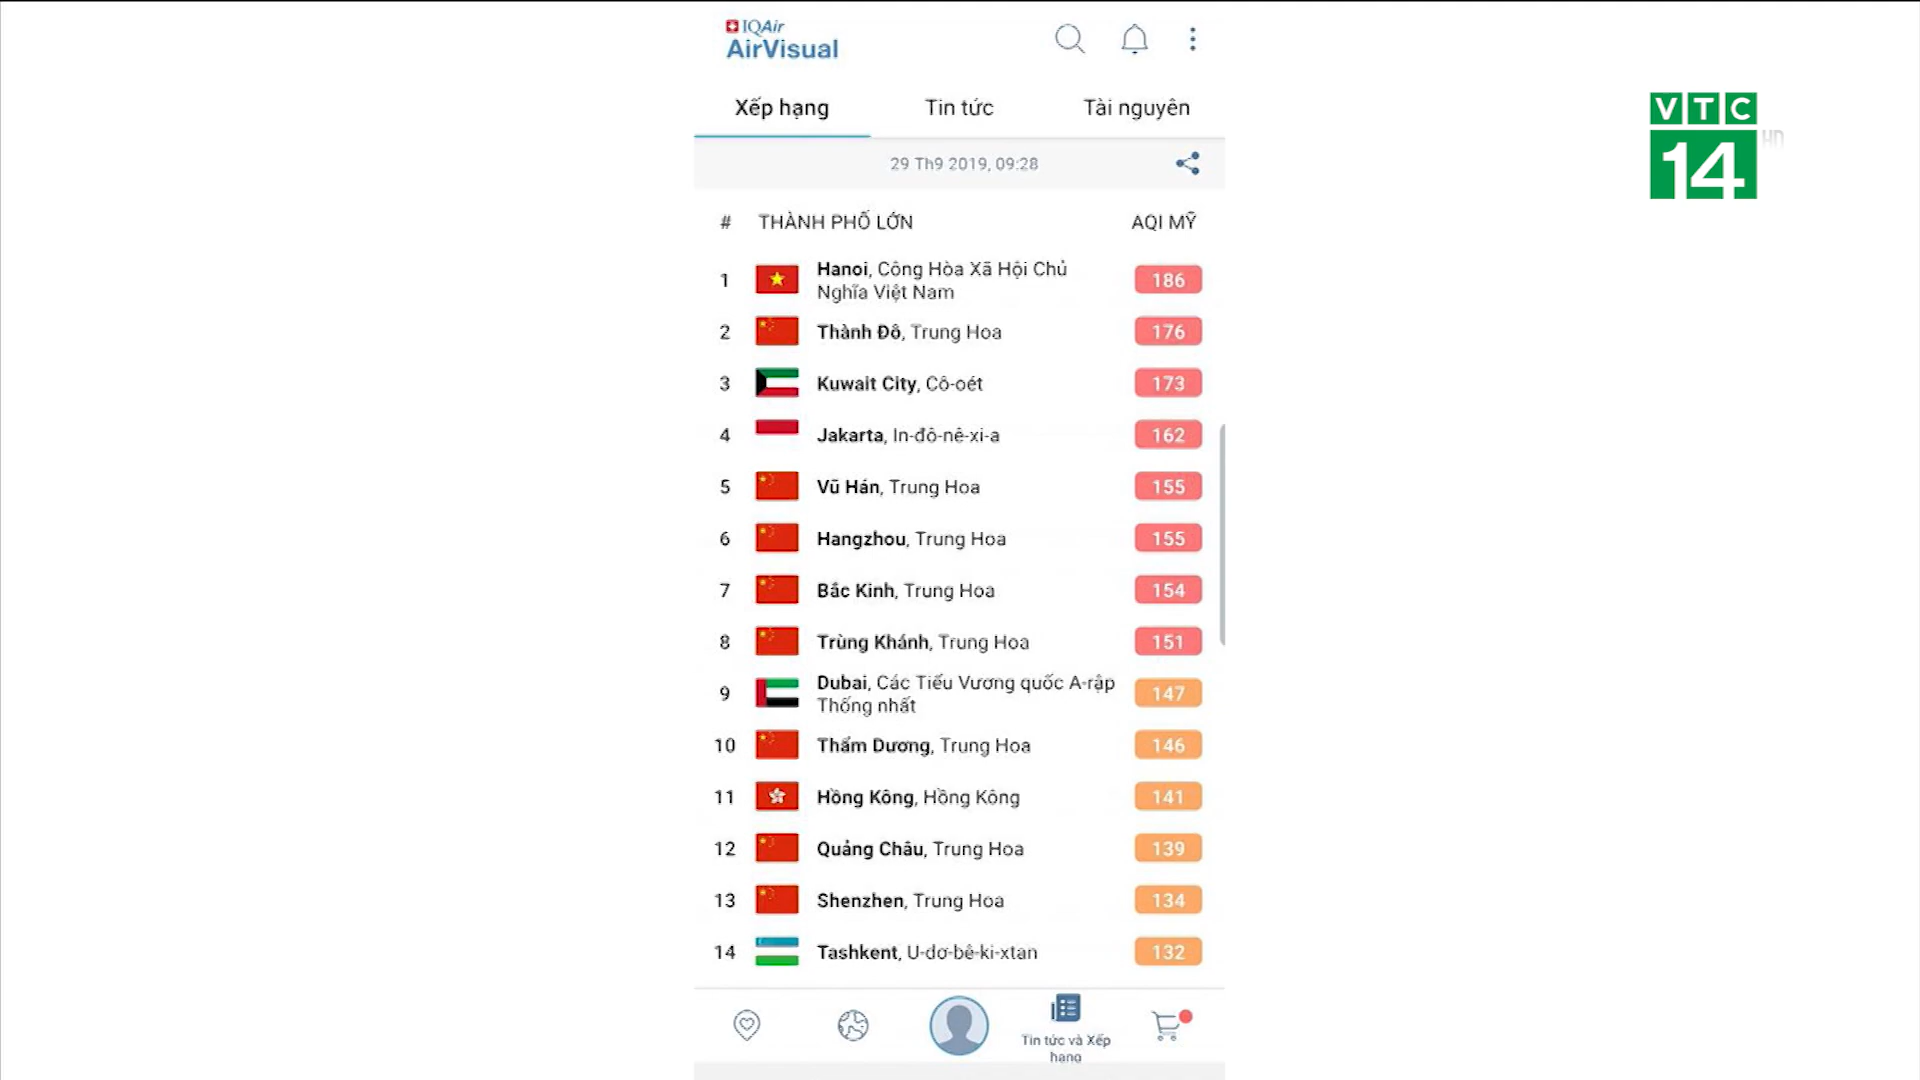 IQAir
AirVisual
Xếp hạng
Tin tức
Tài nguyên
VTC
14
HD
29 Th9 2019, 09:28
# THÀNH PHỐ LỚN AQI MỸ
1 Hanoi, Cộng Hòa Xã Hội Chủ
Nghĩa Việt Nam 186
2 Thành Đô, Trung Hoa 176
3 Kuwait City, Cô-oét 173
4 Jakarta, In-đô-nê-xi-a 162
5 Vũ Hán, Trung Hoa 155
6 Hangzhou, Trung Hoa 155
7 Bắc Kinh, Trung Hoa 154
8 Trùng Khánh, Trung Hoa 151
9 Dubai, Các Tiểu Vương quốc A-rập
Thống nhất 147
10 Thẩm Dương, Trung Hoa 146
11 Hồng Kông, Hồng Kông 141
12 Quảng Châu, Trung Hoa 139
13 Shenzhen, Trung Hoa 134
14 Tashkent, U-dơ-bê-ki-xtan 132
Tin tức và Xếp
hạng